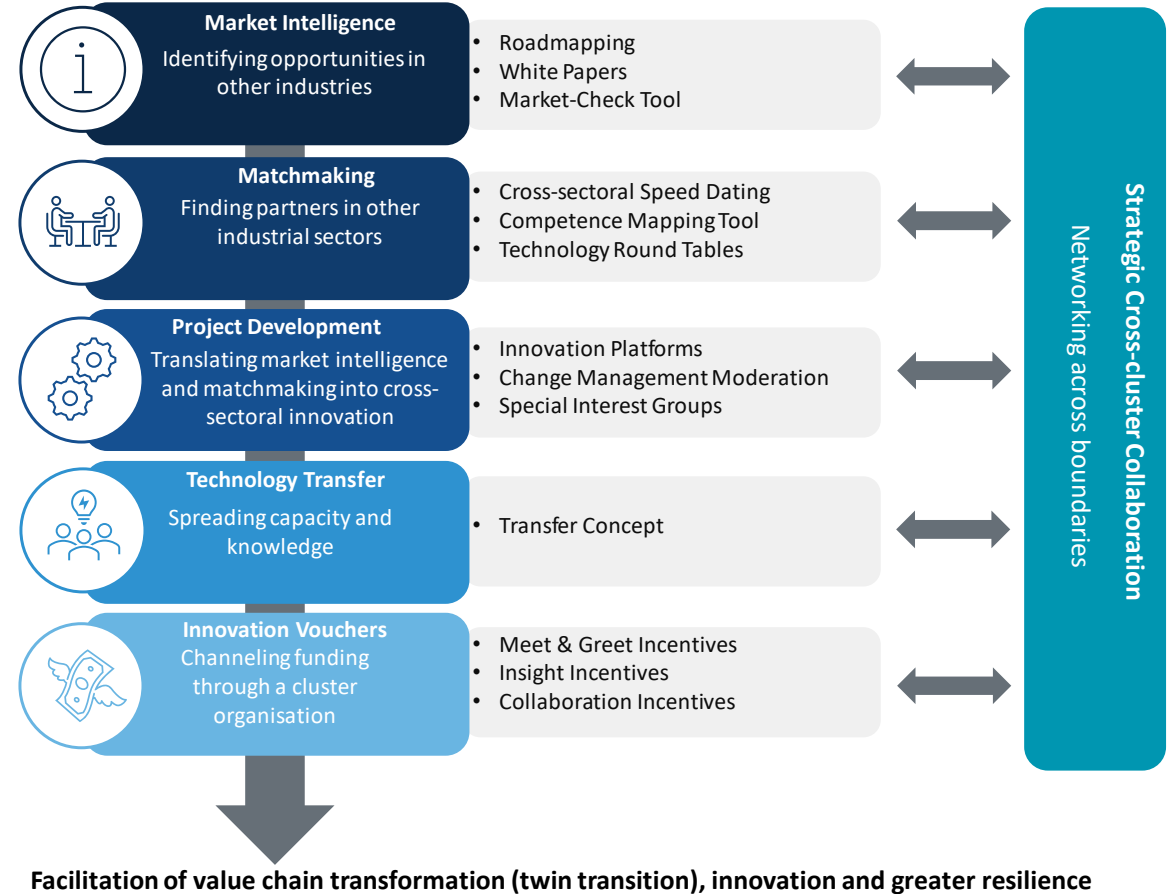 Market Intelligence
Identifying opportunities in
other industries
• Roadmapping
• White Papers
• Market-Check Tool
Matchmaking
Finding partners in other
industrial sectors
• Cross-sectoral Speed Dating
• Competence Mapping Tool
• Technology Round Tables
Project Development
Translating market intelligence
and matchmaking into cross-
sectoral innovation
• Innovation Platforms
• Change Management Moderation
• Special Interest Groups
Technology Transfer
Spreading capacity and
knowledge
• Transfer Concept
Innovation Vouchers
Channeling funding
through a cluster
organisation
• Meet & Greet Incentives
• Insight Incentives
• Collaboration Incentives
Strategic Cross-cluster Collaboration
Networking across boundaries
Facilitation of value chain transformation (twin transition), innovation and greater resilience